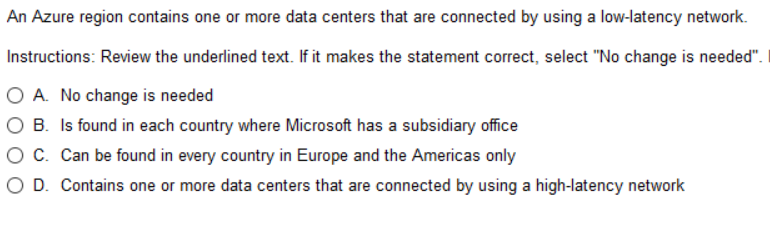 An Azure region contains one or more data centers that are connected by using a low-latency network.
Instructions: Review the underlined text. If it makes the statement correct, select "No change is needed".
A. No change is needed
B. Is found in each country where Microsoft has a subsidiary office
C. Can be found in every country in Europe and the Americas only
D. Contains one or more data centers that are connected by using a high-latency network